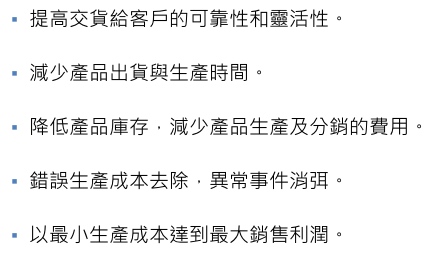 ▪ 提高交貨給客戶的可靠性和靈活性。
▪ 減少產品出貨與生產時間。
▪ 降低產品庫存，減少產品生產及分銷的費用。
▪ 錯誤生產成本去除，異常事件消弭。
▪ 以最小生產成本達到最大銷售利潤。